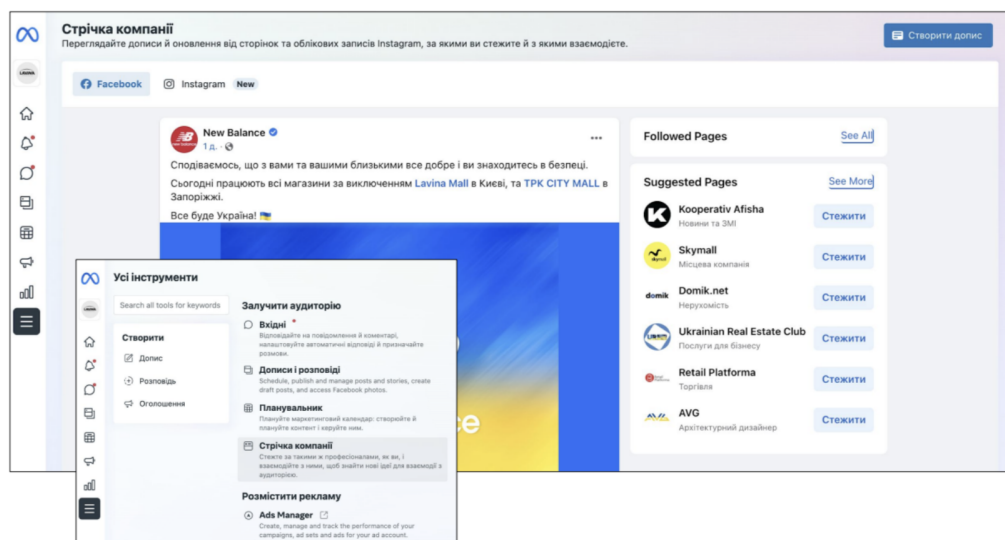 Стрічка компанії
Переглядайте дописи й оновлення від сторінок та облікових записів Instagram, за якими ви стежите й з якими взаємодієте.
Створити допис
LAVINA
Facebook
Instagram New
New Balance
1 д. ·
Сподіваємось, що з вами та вашими близькими все добре і ви знаходитесь в безпеці.
Сьогодні працюють всі магазини за виключенням Lavina Mall в Києві, та ТРК CITY MALL в
Запоріжжі.
Все буде Україна!
Followed Pages
See All
Suggested Pages
See More
Kooperativ Afisha
Новини та ЗМІ
Стежити
Skymall
Місцева компанія
Стежити
domik
Domik.net
Нерухомість
Стежити
Ukrainian Real Estate Club
Послуги для бізнесу
Стежити
Retail Platforma
Торгівля
Стежити
AVG
Архітектурний дизайнер
Стежити
Усі інструменти
Search all tools for keywords
Створити
Допис
Розповідь
Оголошення
Залучити аудиторію
Вхідні
Відповідайте на повідомлення й коментарі,
налаштовуйте автоматичні відповіді й призначайте
розмови.
Дописи і розповіді
Schedule, publish and manage posts and stories, create
draft posts, and access Facebook photos.
Планувальник
Плануйте маркетинговий календар: створюйте й
плануйте контент і керуйте ним.
Стрічка компанії
Стежте за такими ж професіоналами, як ви, і
взаємодійте з ними, щоб знайти нові ідеї для взаємодії з
аудиторією.
Розмістити рекламу
Ads Manager
Create, manage and track the performance of your
campaigns, ad sets and ads for your ad account.